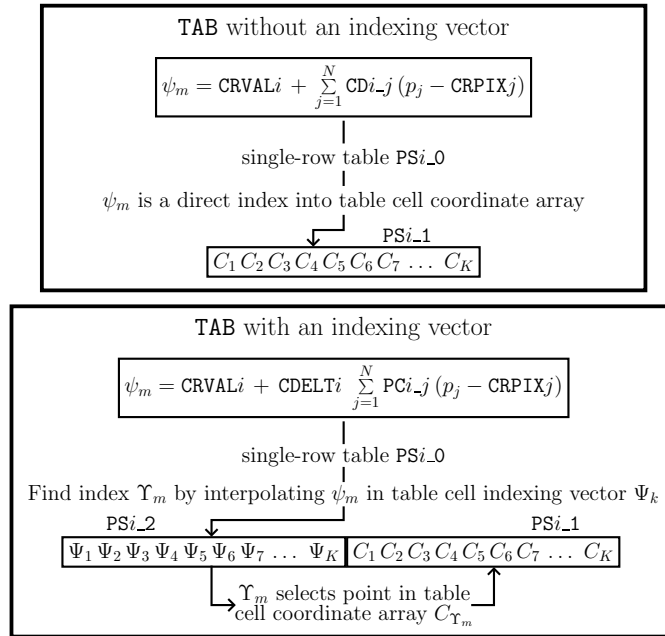 TAB without an indexing vector
ψ_m = CRVALi + ∑_{j=1}^{N} CDi_j (p_j − CRPIXj)
single-row table PSi_0
ψ_m is a direct index into table cell coordinate array
PSi_1
C_1 C_2 C_3 C_4 C_5 C_6 C_7 … C_K
TAB with an indexing vector
ψ_m = CRVALi + CDELTi ∑_{j=1}^{N} PCi_j (p_j − CRPIXj)
single-row table PSi_0
Find index Υ_m by interpolating ψ_m in table cell indexing vector Ψ_k
PSi_2 PSi_1
Ψ_1 Ψ_2 Ψ_3 Ψ_4 Ψ_5 Ψ_6 Ψ_7 … Ψ_K C_1 C_2 C_3 C_4 C_5 C_6 C_7 … C_K
Υ_m selects point in table
cell coordinate array C_{Υ_m}